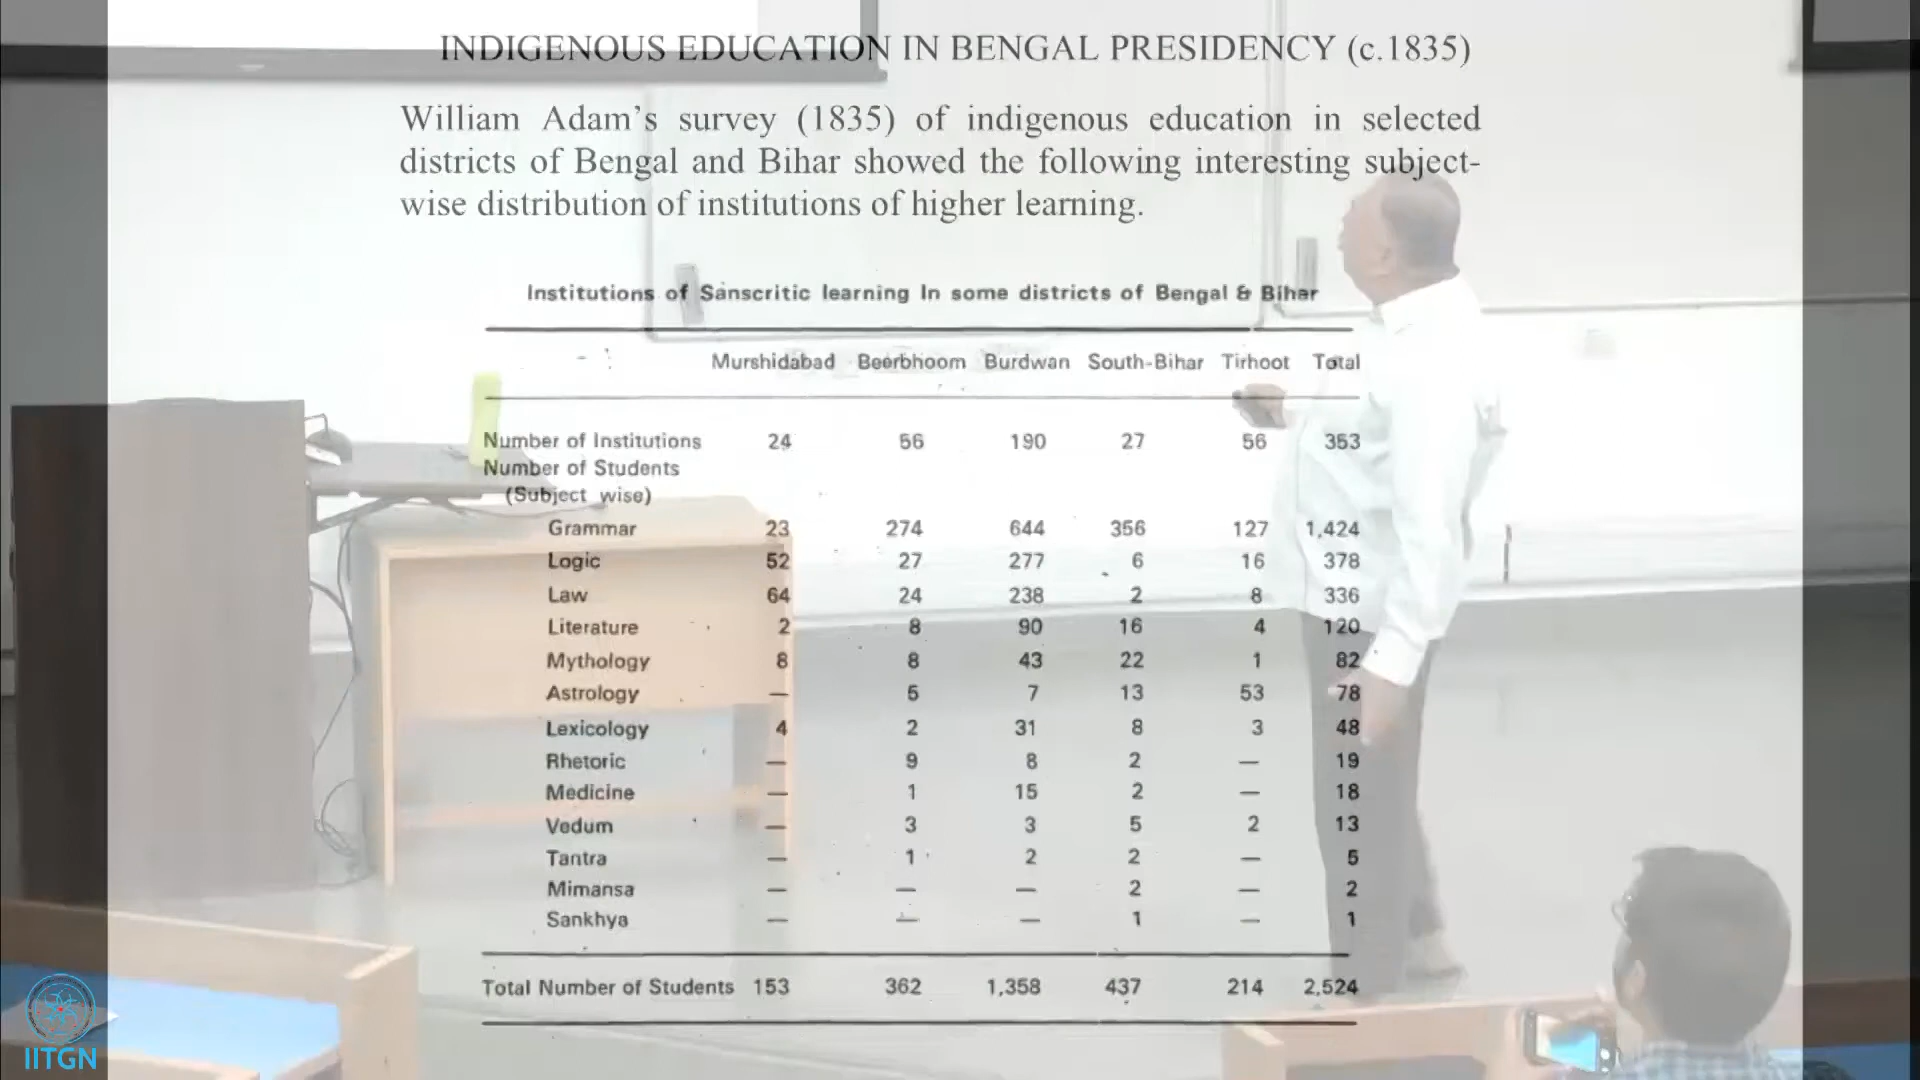 INDIGENOUS EDUCATION IN BENGAL PRESIDENCY (c.1835)
William Adam's survey (1835) of indigenous education in selected
districts of Bengal and Bihar showed the following interesting subject-
wise distribution of institutions of higher learning.
Institutions of Sanscritic learning In some districts of Bengal & Bihar
Murshidabad Beerbhoom Burdwan South-Bihar Tirhoot Total
Number of Institutions 24 56 190 27 56 353
Number of Students
(Subject wise)
Grammar 23 274 644 356 127 1,424
Logic 52 27 277 6 16 378
Law 64 24 238 2 8 336
Literature 2 8 90 16 4 120
Mythology 8 8 43 22 1 82
Astrology — 5 7 13 53 78
Lexicology 4 2 31 8 3 48
Rhetoric — 9 8 2 — 19
Medicine — 1 15 2 — 18
Vedum — 3 3 5 2 13
Tantra — 1 2 2 — 5
Mimansa — — — 2 — 2
Sankhya — — — 1 — 1
Total Number of Students 153 362 1,358 437 214 2,524
IITGN